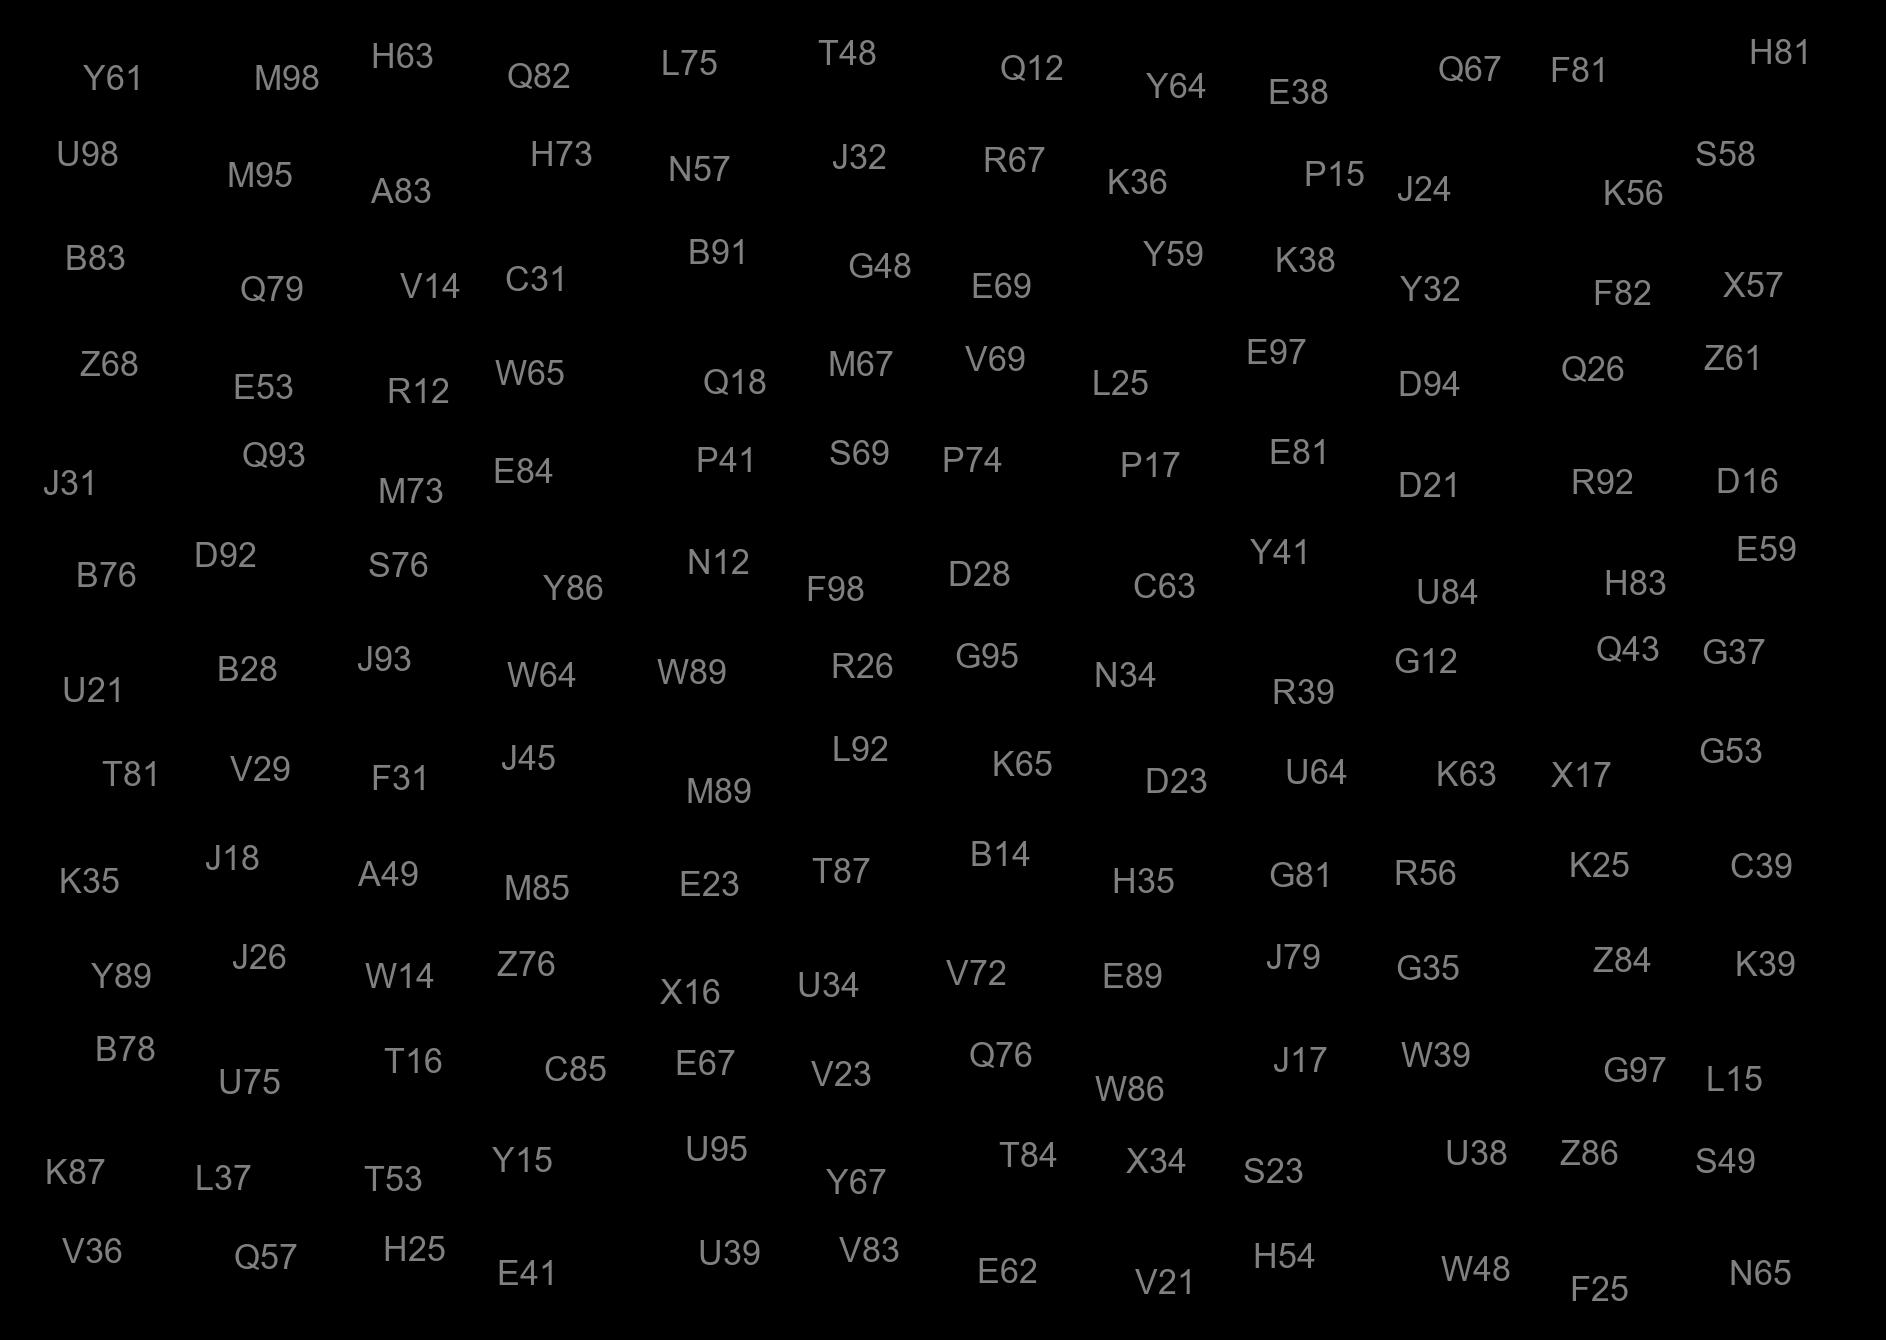 Y61 M98 H63 Q82 L75 T48 Q12 Y64 E38 Q67 F81 H81
U98 M95 A83 H73 N57 J32 R67 K36 P15 J24 K56 S58
B83 Q79 V14 C31 B91 G48 E69 Y59 K38 Y32 F82 X57
Z68 E53 R12 W65 Q18 M67 V69 L25 E97 D94 Q26 Z61
J31 Q93 M73 E84 P41 S69 P74 P17 E81 D21 R92 D16
B76 D92 S76 Y86 N12 F98 D28 C63 Y41 U84 H83 E59
U21 B28 J93 W64 W89 R26 G95 N34 R39 G12 Q43 G37
T81 V29 F31 J45 M89 L92 K65 D23 U64 K63 X17 G53
K35 J18 A49 M85 E23 T87 B14 H35 G81 R56 K25 C39
Y89 J26 W14 Z76 X16 U34 V72 E89 J79 G35 Z84 K39
B78 U75 T16 C85 E67 V23 Q76 W86 J17 W39 G97 L15
K87 L37 T53 Y15 U95 Y67 T84 X34 S23 U38 Z86 S49
V36 Q57 H25 E41 U39 V83 E62 V21 H54 W48 F25 N65